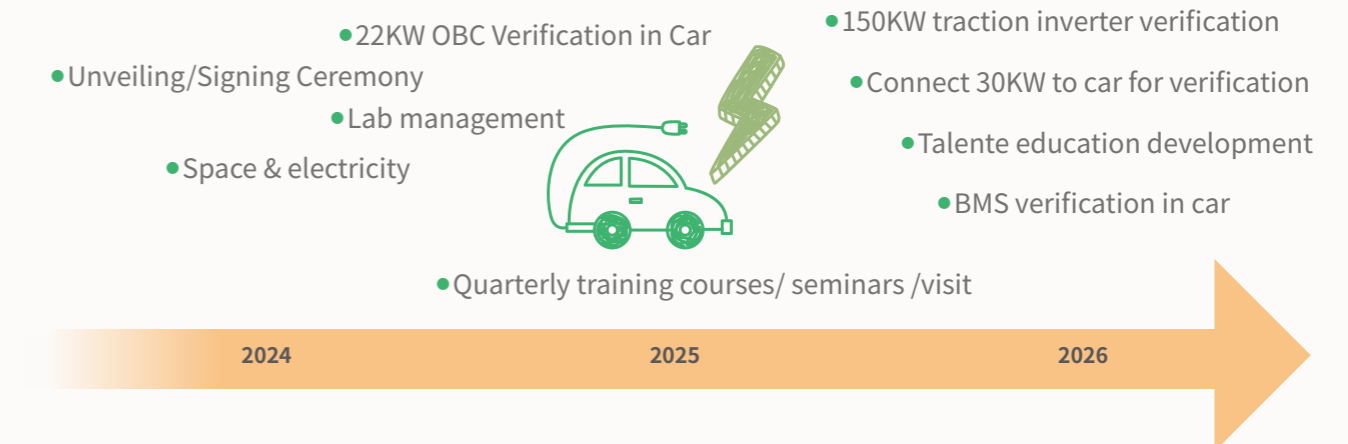 •22KW OBC Verification in Car
•Unveiling/Signing Ceremony
•Lab management
•Space & electricity
•150KW traction inverter verification
•Connect 30KW to car for verification
•Talente education development
•BMS verification in car
•Quarterly training courses/ seminars /visit
2024
2025
2026